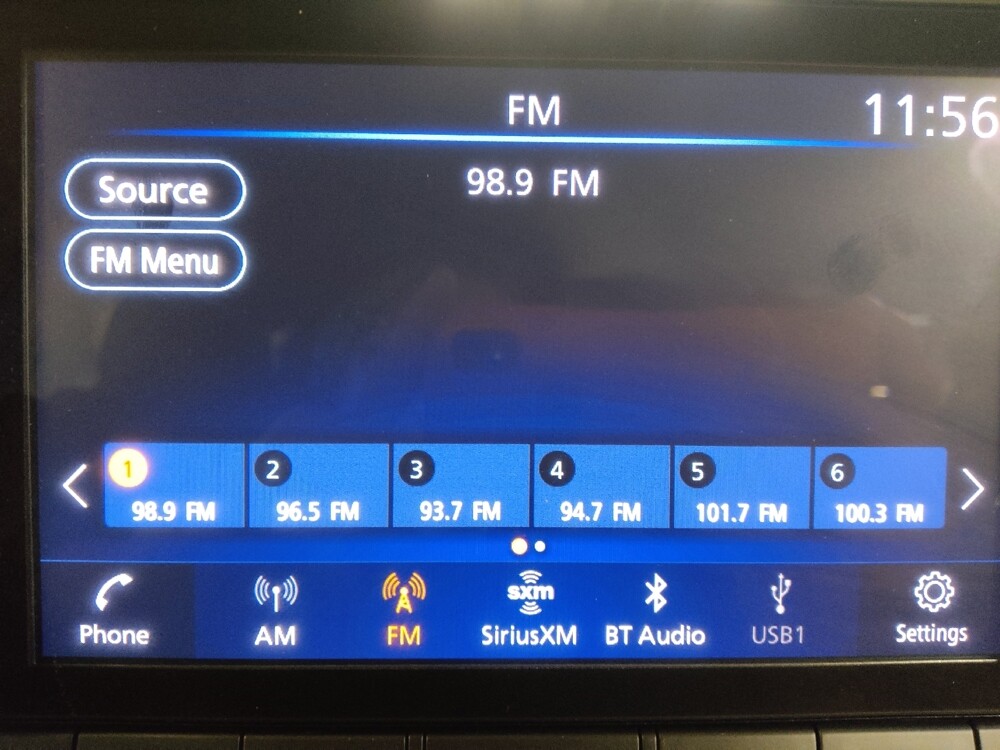 FM
11:56
98.9 FM
Source
FM Menu
1 2 3 4 5 6
98.9 FM 96.5 FM 93.7 FM 94.7 FM 101.7 FM 100.3 FM
sxm
Phone AM FM SiriusXM BT Audio USB1 Settings